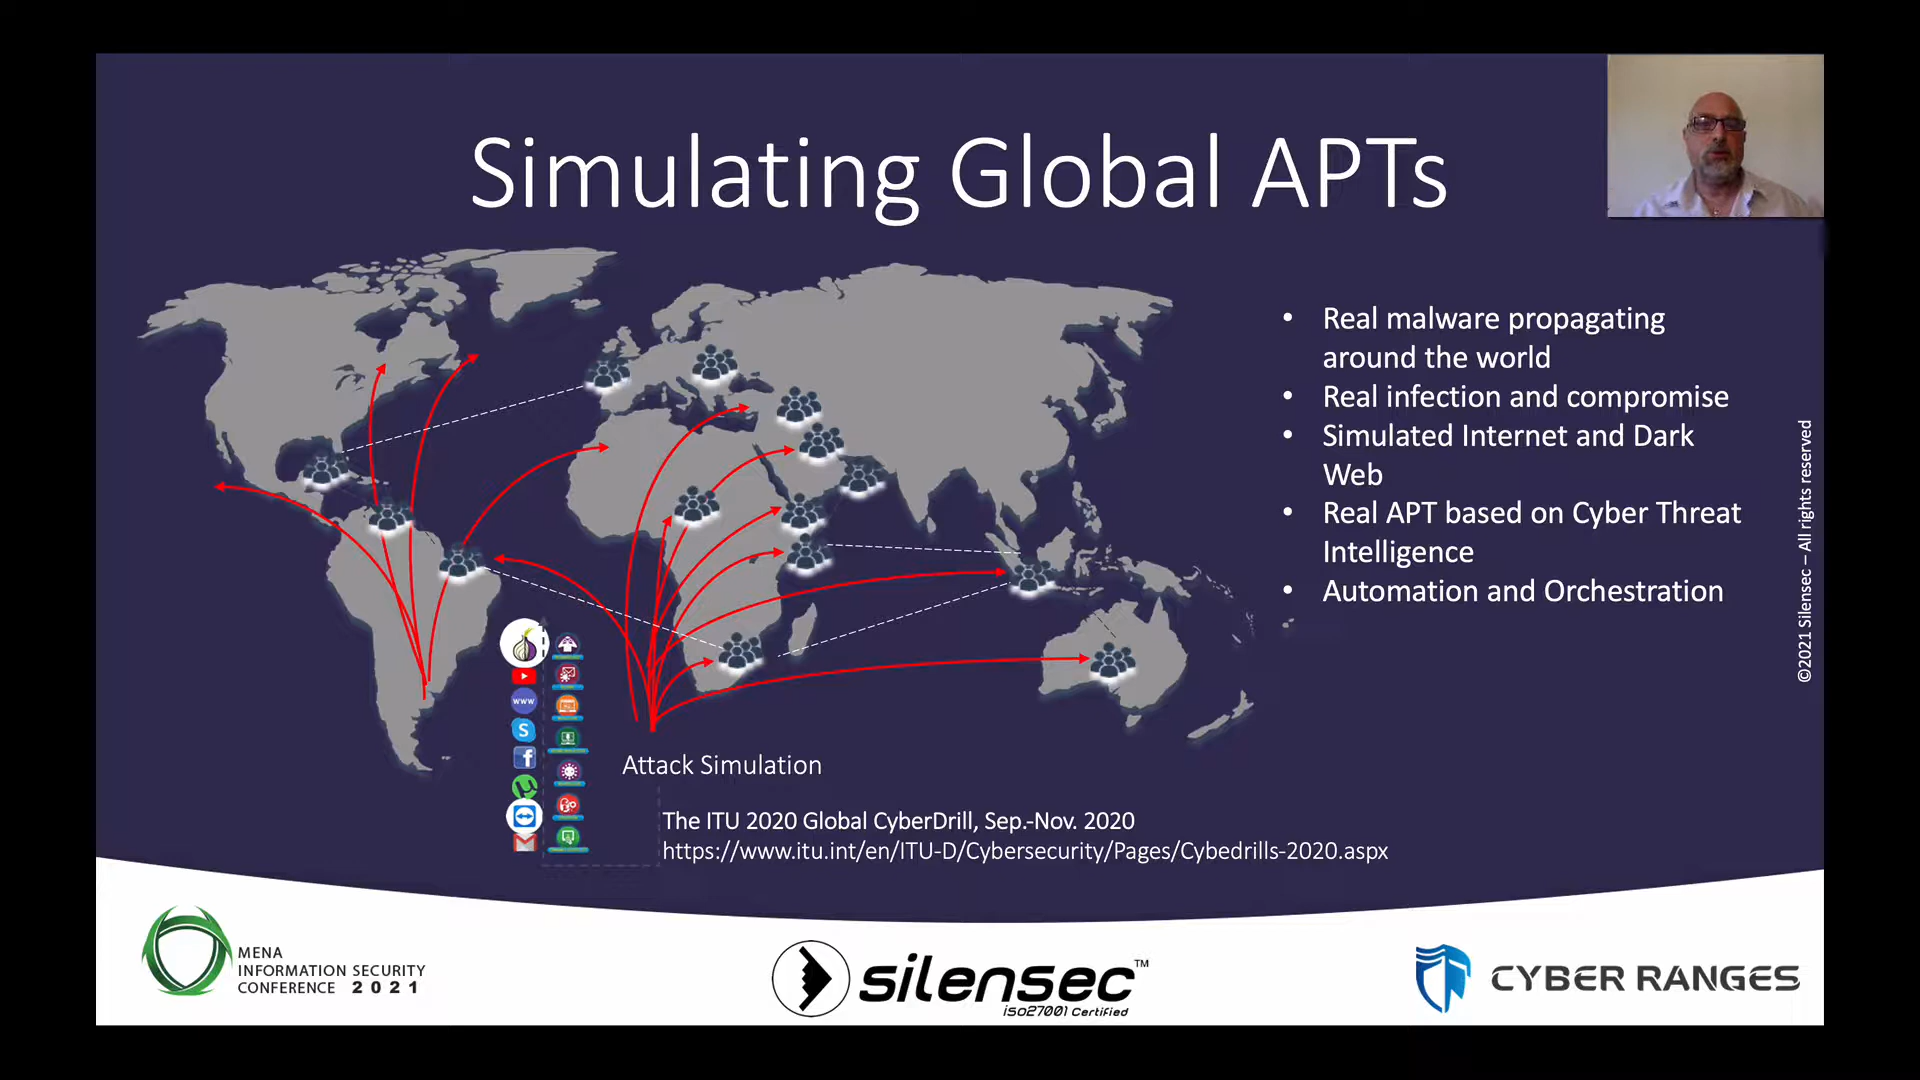 Simulating Global APTs
• Real malware propagating
around the world
• Real infection and compromise
• Simulated Internet and Dark
Web
• Real APT based on Cyber Threat
Intelligence
• Automation and Orchestration
©2021 Silensec – All rights reserved
www
S
f
Attack Simulation
The ITU 2020 Global CyberDrill, Sep.-Nov. 2020
https://www.itu.int/en/ITU-D/Cybersecurity/Pages/Cybedrills-2020.aspx
MENA
INFORMATION SECURITY
CONFERENCE 2021
silensec™
iso27001 Certified
CYBER RANGES